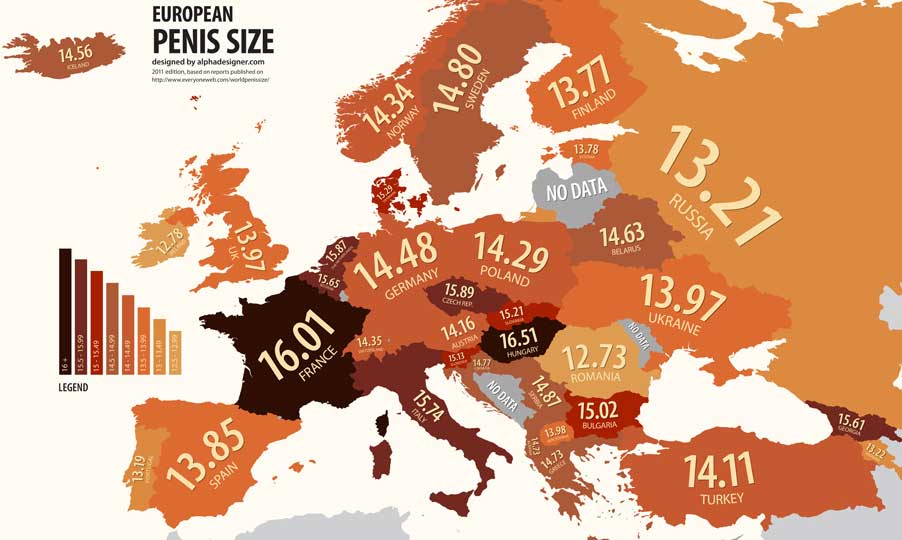 EUROPEAN
PENIS SIZE
designed by alphadesigner.com
2011 edition, based on reports published on
http://www.everyoneweb.com/worldpenissize/
14.56
ICELAND
14.34
NORWAY
14.80
SWEDEN
13.77
FINLAND
13.78
ESTONIA
13.21
RUSSIA
NO DATA
15.29
12.78
IRELAND
13.97
UK
15.87
15.65
14.48
GERMANY
14.29
POLAND
14.63
BELARUS
15.89
CZECH REP.
15.21
SLOVAKIA
13.97
UKRAINE
16.01
FRANCE
14.35
SWITZERLAND
14.16
AUSTRIA
16.51
HUNGARY
NO DATA
15.13
14.77
12.73
ROMANIA
NO DATA
14.87
SERBIA
15.02
BULGARIA
15.74
ITALY
13.98
MACEDONIA
14.73
14.73
GREECE
13.19
PORTUGAL
13.85
SPAIN
14.11
TURKEY
15.61
GEORGIA
13.22
16 +
15.5 - 15.99
15 - 15.49
14.5 - 14.99
14 - 14.49
13.5 - 13.99
13 - 13.49
12.5 - 12.99
LEGEND